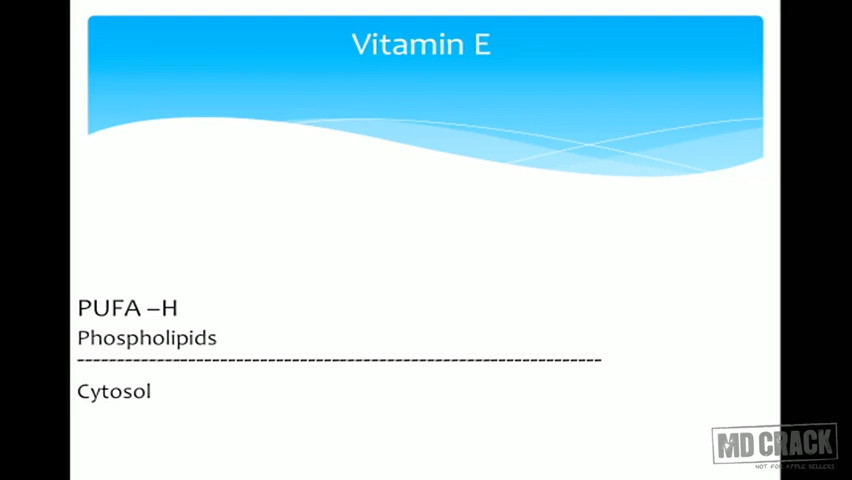 Vitamin E
PUFA –H
Phospholipids
------------------------------------------------------------------
Cytosol
MD CRACK
NOT FOR APPLE SELLERS